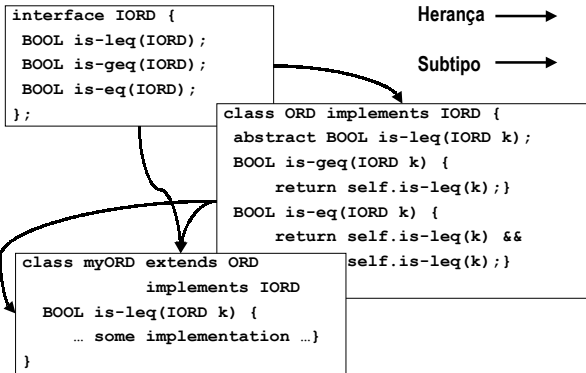 interface IORD {
BOOL is-leq(IORD);
BOOL is-geq(IORD);
BOOL is-eq(IORD);
};
Herança
Subtipo
class ORD implements IORD {
abstract BOOL is-leq(IORD k);
BOOL is-geq(IORD k) {
return self.is-leq(k);}
BOOL is-eq(IORD k) {
return self.is-leq(k) &&
self.is-leq(k);}
class myORD extends ORD
implements IORD
BOOL is-leq(IORD k) {
… some implementation …}
}